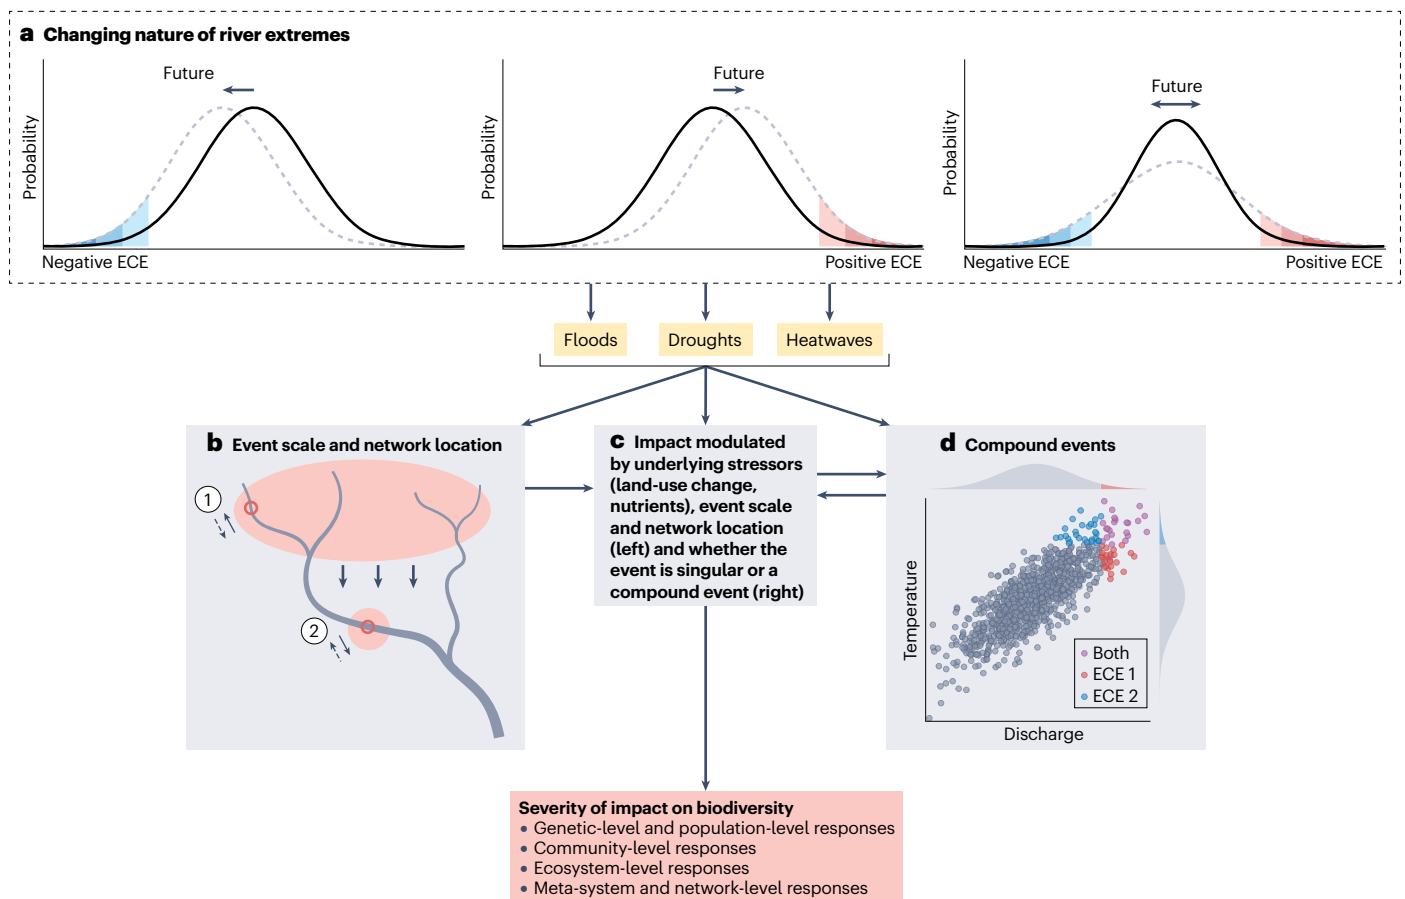 a Changing nature of river extremes
Future
Probability
Negative ECE
Future
Probability
Positive ECE
Future
Probability
Negative ECE
Positive ECE
Floods
Droughts
Heatwaves
b Event scale and network location
1
2
c Impact modulated
by underlying stressors
(land-use change,
nutrients), event scale
and network location
(left) and whether the
event is singular or a
compound event (right)
d Compound events
Temperature
Both
ECE 1
ECE 2
Discharge
Severity of impact on biodiversity
• Genetic-level and population-level responses
• Community-level responses
• Ecosystem-level responses
• Meta-system and network-level responses